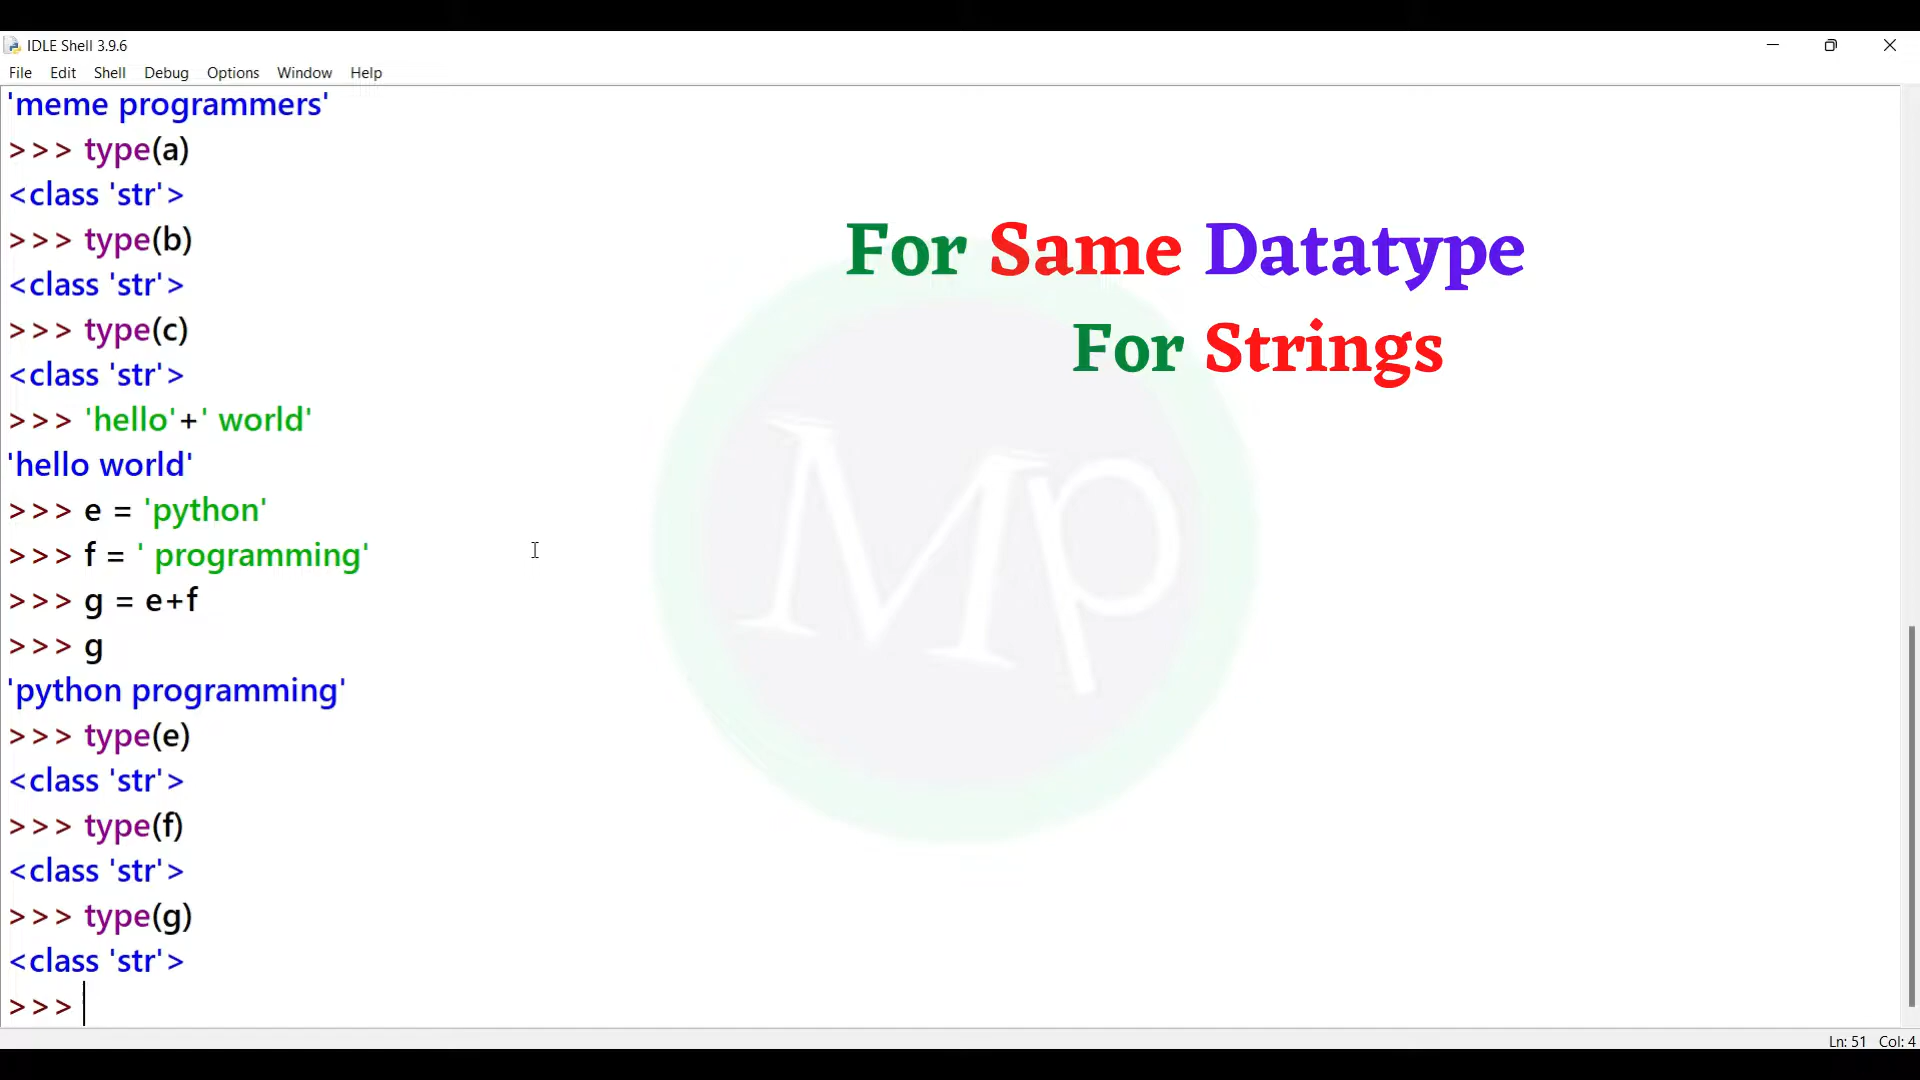 IDLE Shell 3.9.6
File Edit Shell Debug Options Window Help
'meme programmers'
>>> type(a)
<class 'str'>
>>> type(b)
<class 'str'>
>>> type(c)
<class 'str'>
>>> 'hello'+' world'
'hello world'
>>> e = 'python'
>>> f = ' programming'
>>> g = e+f
>>> g
'python programming'
>>> type(e)
<class 'str'>
>>> type(f)
<class 'str'>
>>> type(g)
<class 'str'>
>>>
For Same Datatype
For Strings
Mp
Ln: 51 Col: 4